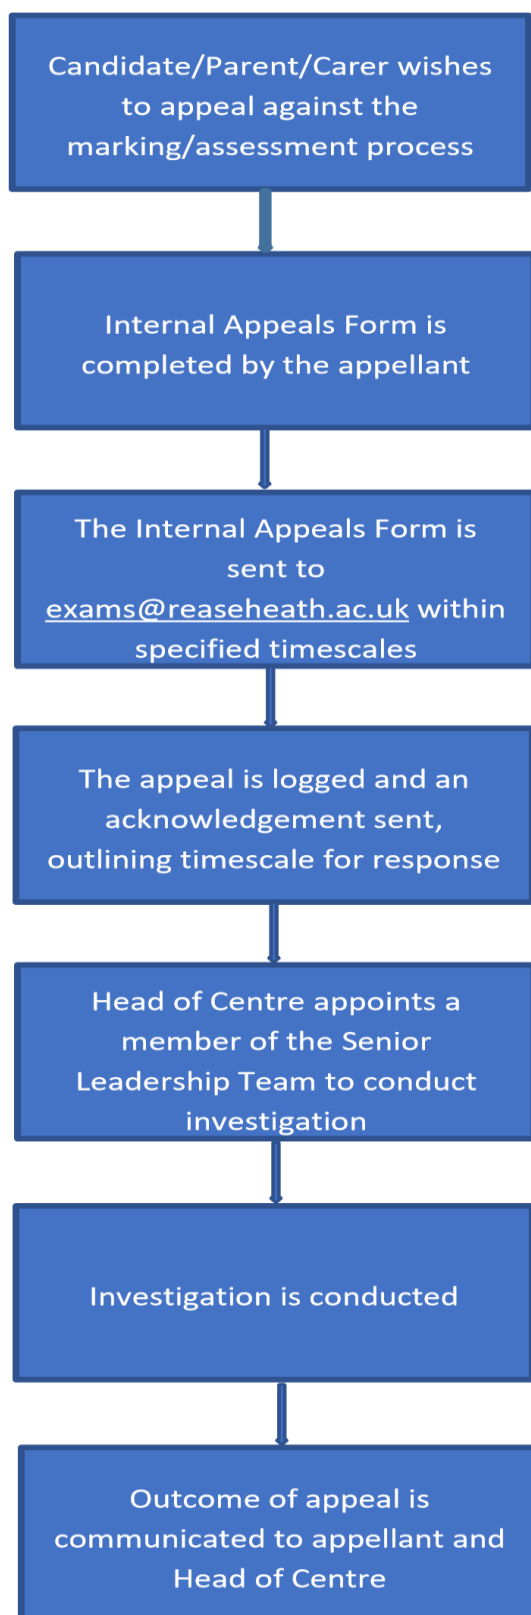 Candidate/Parent/Carer wishes
to appeal against the
marking/assessment process
Internal Appeals Form is
completed by the appellant
The Internal Appeals Form is
sent to
exams@reaseheath.ac.uk within
specified timescales
The appeal is logged and an
acknowledgement sent,
outlining timescale for response
Head of Centre appoints a
member of the Senior
Leadership Team to conduct
investigation
Investigation is conducted
Outcome of appeal is
communicated to appellant and
Head of Centre